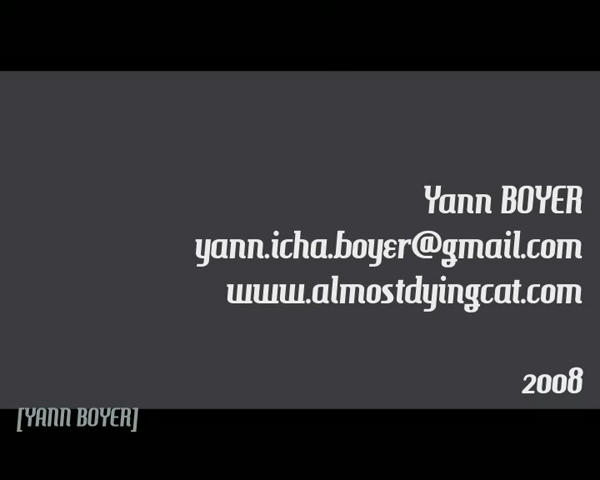 Yann BOYER
yann.icha.boyer@gmail.com
www.almostdyingcat.com
2008
[YANN BOYER]